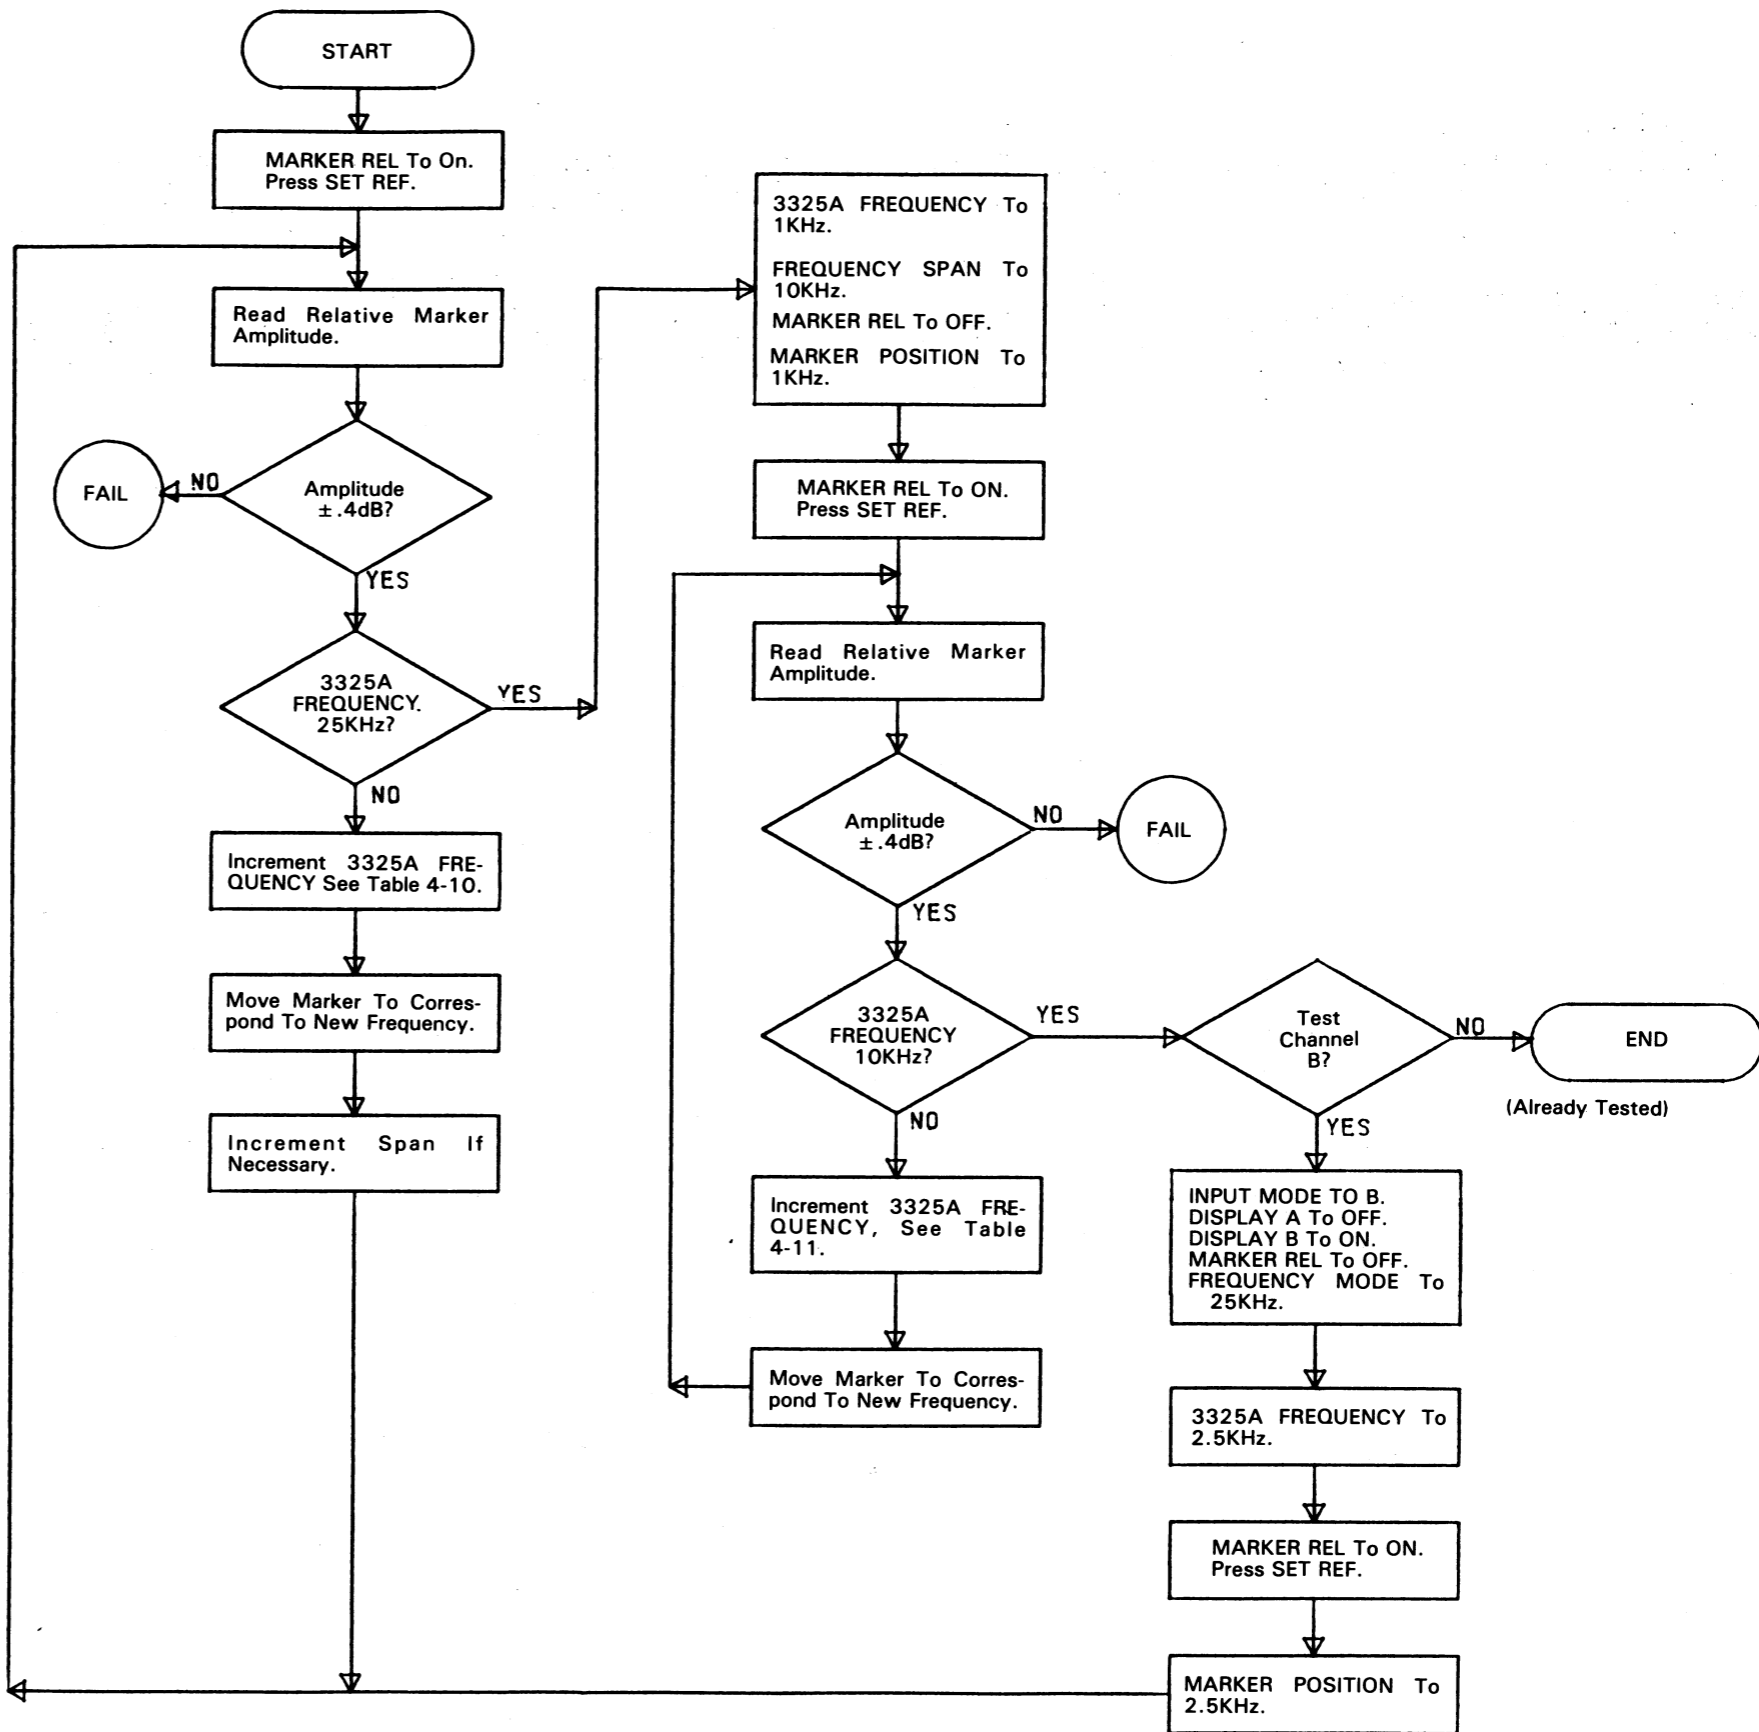 START
MARKER REL To On.
Press SET REF.
Read Relative Marker
Amplitude.
Amplitude
± .4dB?
NO
FAIL
YES
3325A
FREQUENCY.
25KHz?
YES
NO
Increment 3325A FRE-
QUENCY See Table 4-10.
Move Marker To Corres-
pond To New Frequency.
Increment Span If
Necessary.
3325A FREQUENCY To
1KHz.
FREQUENCY SPAN To
10KHz.
MARKER REL To OFF.
MARKER POSITION To
1KHz.
MARKER REL To ON.
Press SET REF.
Read Relative Marker
Amplitude.
Amplitude
± .4dB?
NO
FAIL
YES
3325A
FREQUENCY
10KHz?
YES
NO
Increment 3325A FRE-
QUENCY, See Table
4-11.
Move Marker To Corres-
pond To New Frequency.
Test
Channel
B?
NO
END
(Already Tested)
YES
INPUT MODE TO B.
DISPLAY A To OFF.
DISPLAY B To ON.
MARKER REL To OFF.
FREQUENCY MODE To
25KHz.
3325A FREQUENCY To
2.5KHz.
MARKER REL To ON.
Press SET REF.
MARKER POSITION To
2.5KHz.